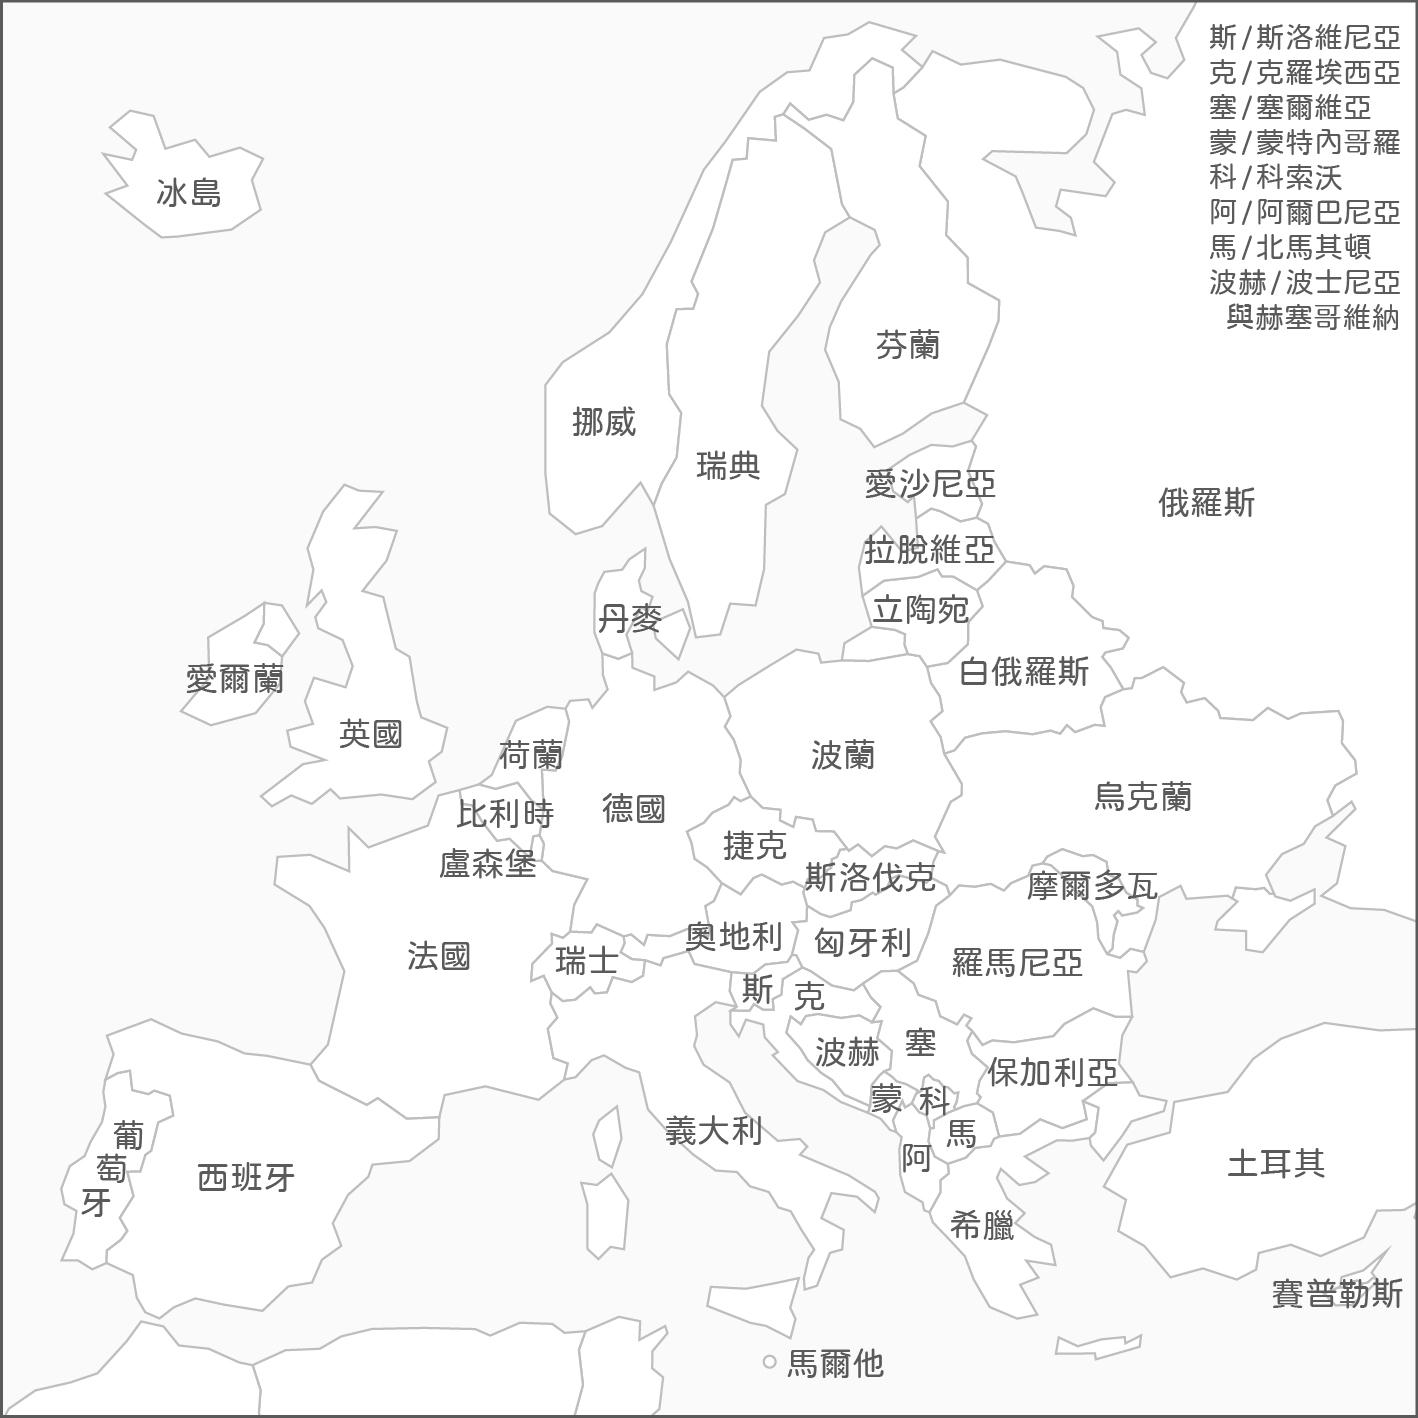 斯/斯洛維尼亞
克/克羅埃西亞
塞/塞爾維亞
蒙/蒙特內哥羅
科/科索沃
阿/阿爾巴尼亞
馬/北馬其頓
波赫/波士尼亞
與赫塞哥維納
冰島
芬蘭
挪威
瑞典
愛沙尼亞
俄羅斯
拉脫維亞
立陶宛
丹麥
白俄羅斯
愛爾蘭
英國
荷蘭
波蘭
烏克蘭
比利時
德國
捷克
盧森堡
斯洛伐克
摩爾多瓦
法國
瑞士
奧地利
匈牙利
羅馬尼亞
斯
克
波赫
塞
保加利亞
蒙
科
義大利
馬
阿
葡
萄
牙
西班牙
土耳其
希臘
賽普勒斯
馬爾他